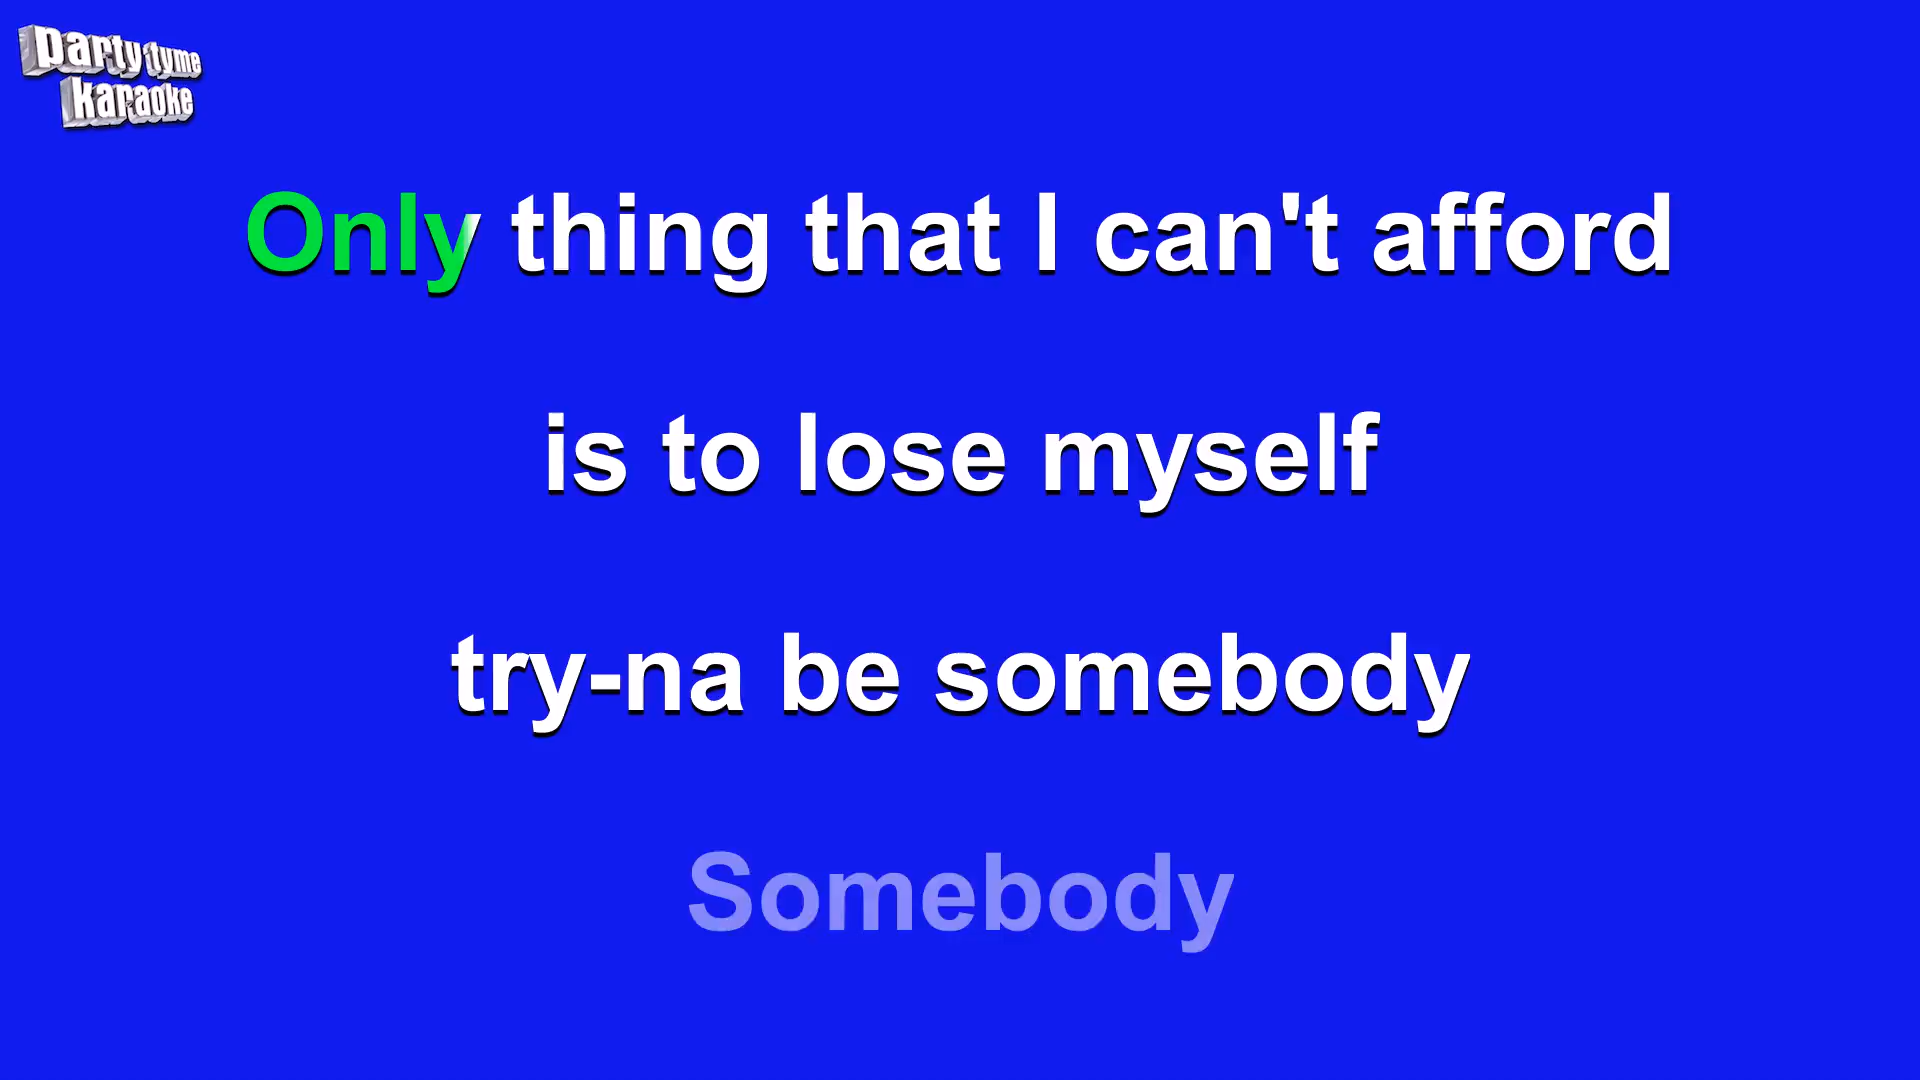 party tyme
karaoke
Only thing that I can't afford
is to lose myself
try-na be somebody
Somebody